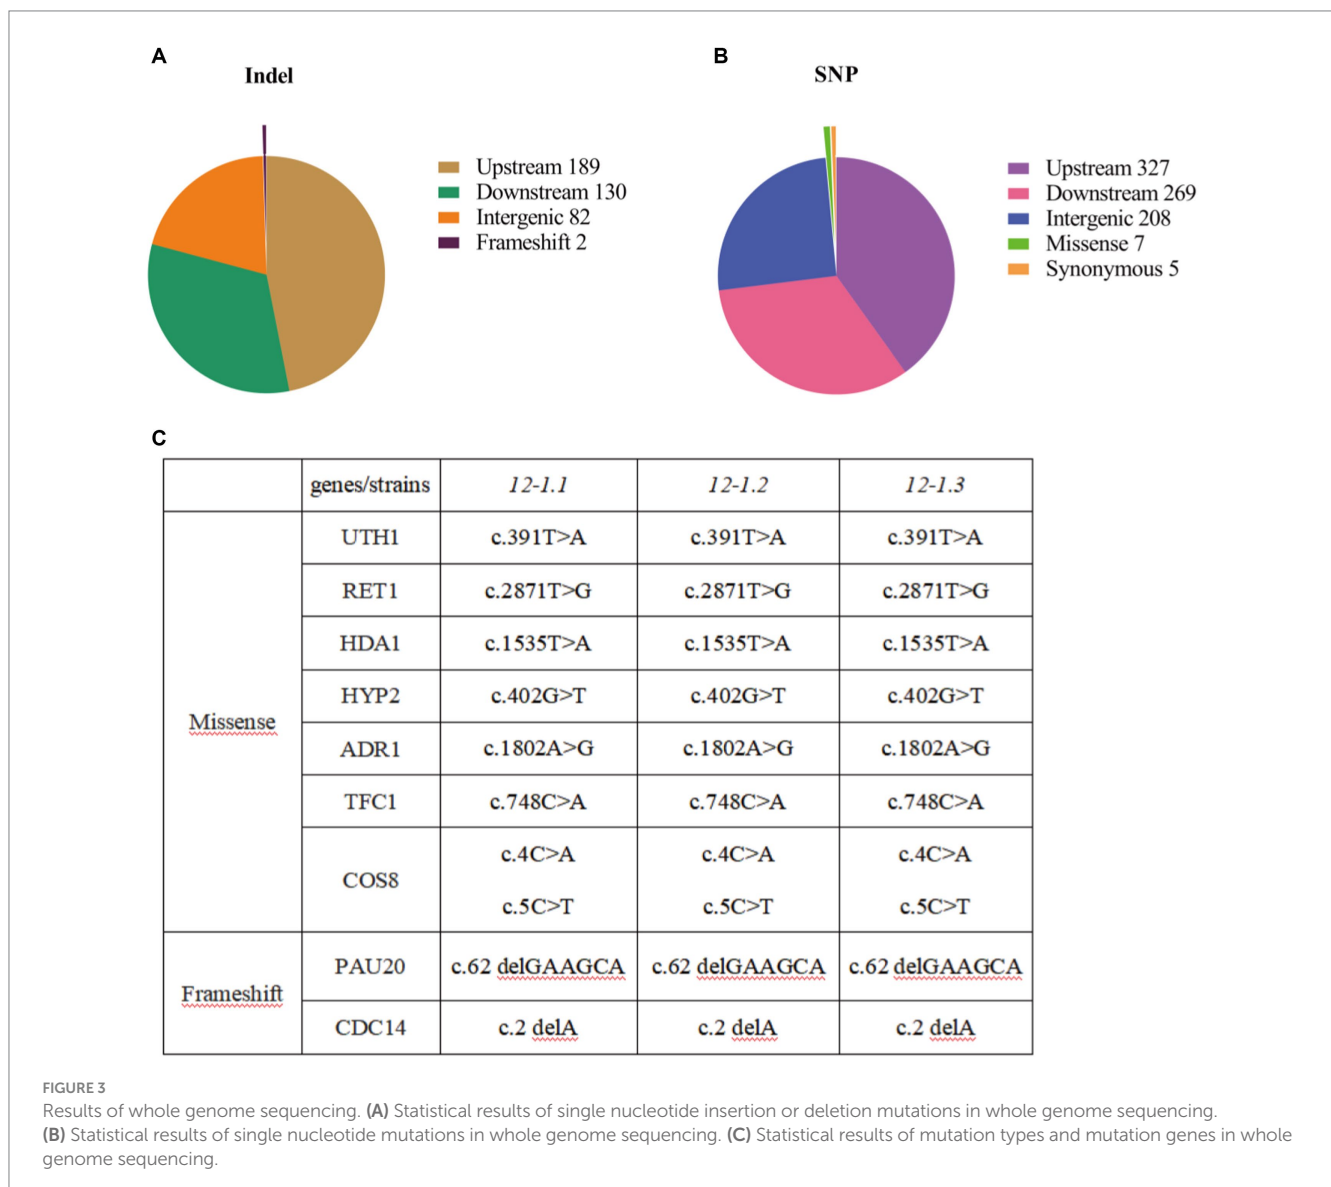 A
Indel
Upstream 189
Downstream 130
Intergenic 82
Frameshift 2
B
SNP
Upstream 327
Downstream 269
Intergenic 208
Missense 7
Synonymous 5
C
genes/strains 12-1.1 12-1.2 12-1.3
Missense
UTH1 c.391T>A c.391T>A c.391T>A
RET1 c.2871T>G c.2871T>G c.2871T>G
HDA1 c.1535T>A c.1535T>A c.1535T>A
HYP2 c.402G>T c.402G>T c.402G>T
ADR1 c.1802A>G c.1802A>G c.1802A>G
TFC1 c.748C>A c.748C>A c.748C>A
COS8
c.4C>A c.4C>A c.4C>A
c.5C>T c.5C>T c.5C>T
Frameshift
PAU20 c.62 delGAAGCA c.62 delGAAGCA c.62 delGAAGCA
CDC14 c.2 delA c.2 delA c.2 delA
FIGURE 3
Results of whole genome sequencing. (A) Statistical results of single nucleotide insertion or deletion mutations in whole genome sequencing.
(B) Statistical results of single nucleotide mutations in whole genome sequencing. (C) Statistical results of mutation types and mutation genes in whole
genome sequencing.